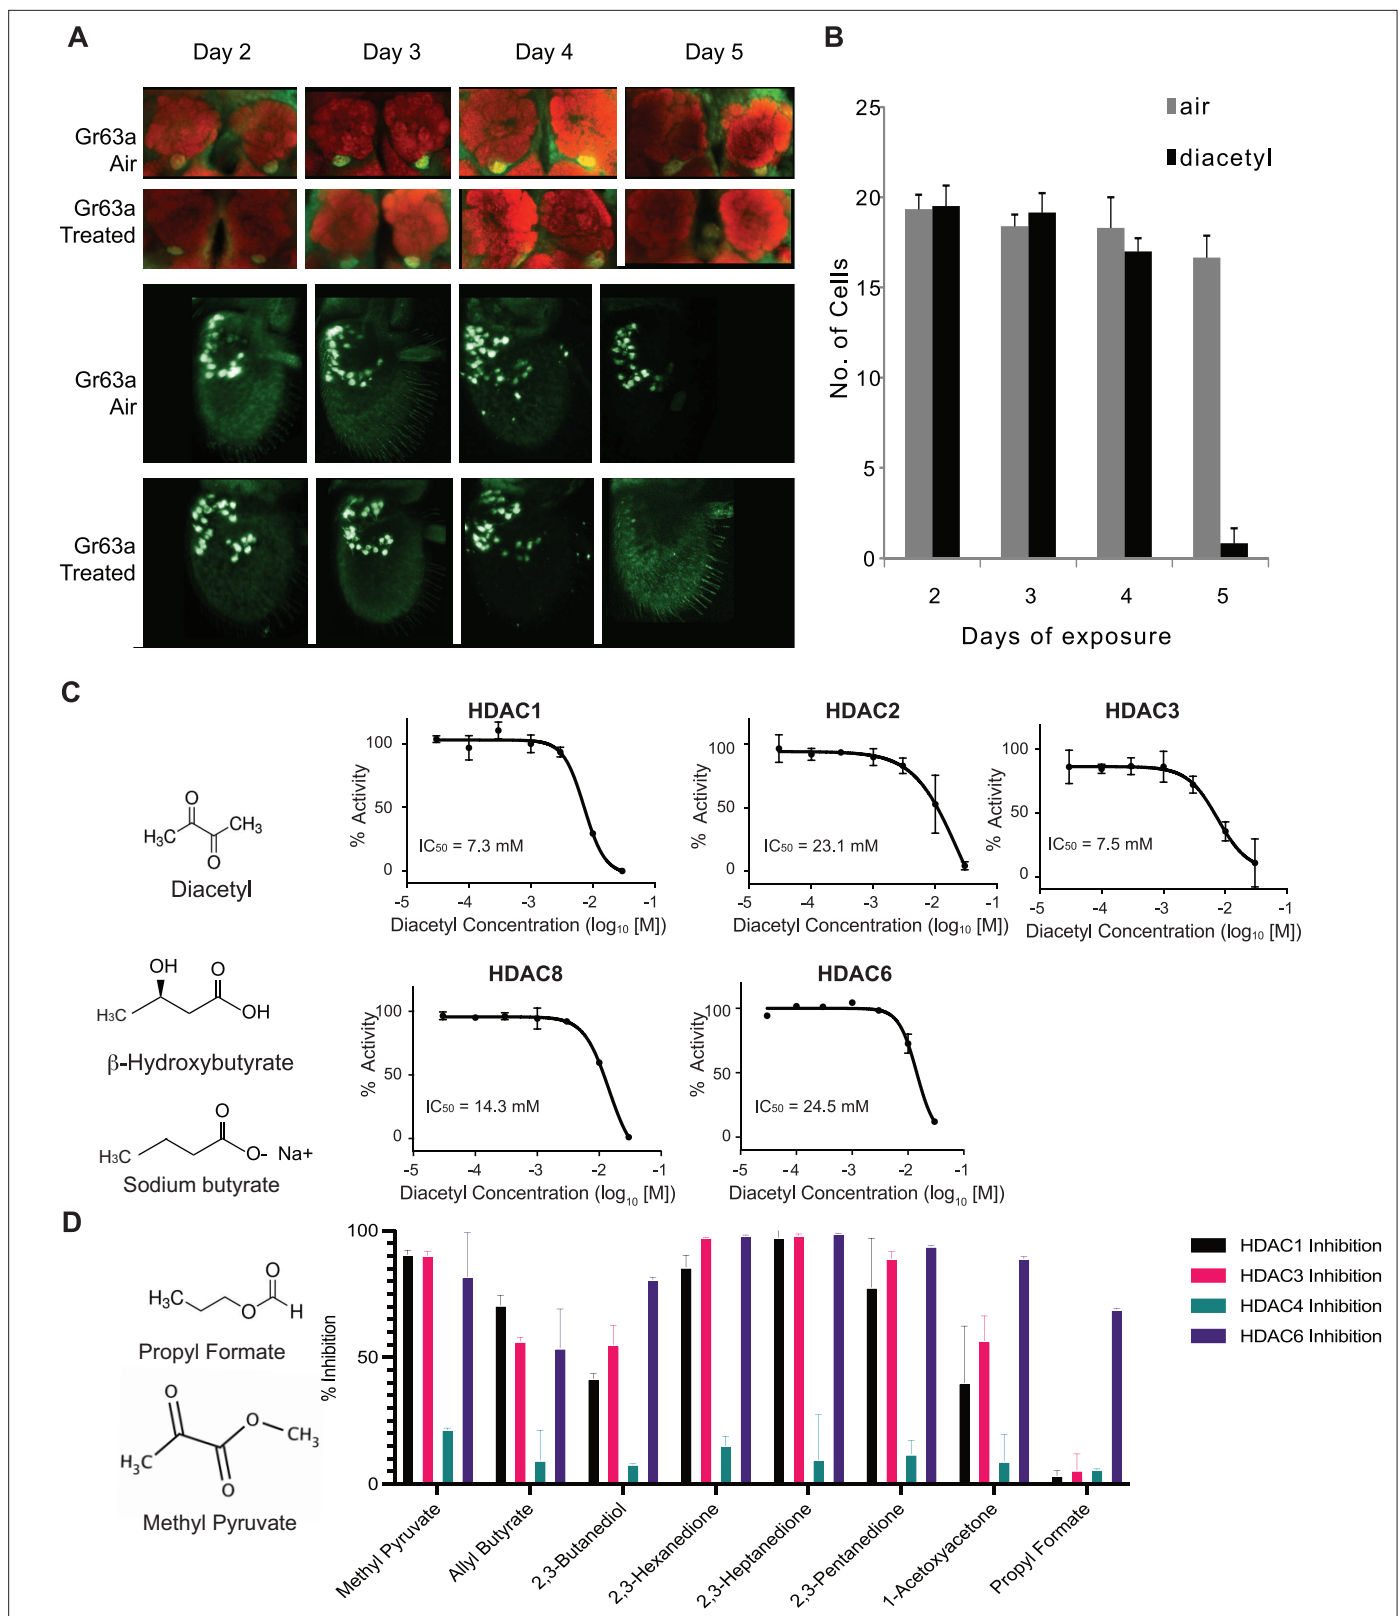 A
Day 2
Day 3
Day 4
Day 5
Gr63a
Air
Gr63a
Treated
Gr63a
Air
Gr63a
Treated
B
air
diacetyl
No. of Cells
25
20
15
10
5
0
2
3
4
5
Days of exposure
C
O
H₃C
CH₃
O
Diacetyl
OH
O
H₃C
OH
β-Hydroxybutyrate
O
H₃C
O- Na+
Sodium butyrate
HDAC1
% Activity
100
50
0
IC₅₀ = 7.3 mM
-5
-4
-3
-2
-1
Diacetyl Concentration (log₁₀ [M])
HDAC2
% Activity
100
50
0
IC₅₀ = 23.1 mM
-5
-4
-3
-2
-1
Diacetyl Concentration (log₁₀ [M])
HDAC3
% Activity
100
50
0
IC₅₀ = 7.5 mM
-5
-4
-3
-2
-1
Diacetyl Concentration (log₁₀ [M])
HDAC8
% Activity
100
50
0
IC₅₀ = 14.3 mM
-5
-4
-3
-2
-1
Diacetyl Concentration (log₁₀ [M])
HDAC6
% Activity
100
50
0
IC₅₀ = 24.5 mM
-5
-4
-3
-2
-1
Diacetyl Concentration (log₁₀ [M])
D
O
H₃C
O
H
Propyl Formate
O
O
CH₃
H₃C
O
Methyl Pyruvate
% Inhibition
100
50
0
Methyl Pyruvate
Allyl Butyrate
2,3-Butanediol
2,3-Hexanedione
2,3-Heptanedione
2,3-Pentanedione
1-Acetoxyacetone
Propyl Formate
HDAC1 Inhibition
HDAC3 Inhibition
HDAC4 Inhibition
HDAC6 Inhibition